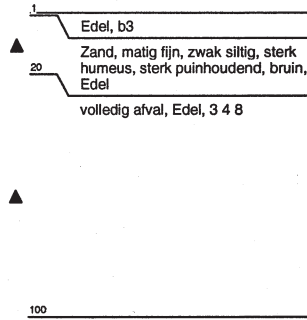 1
Edel, b3
Zand, matig fijn, zwak siltig, sterk
20
humeus, sterk puinhoudend, bruin,
Edel
volledig afval, Edel, 3 4 8
100